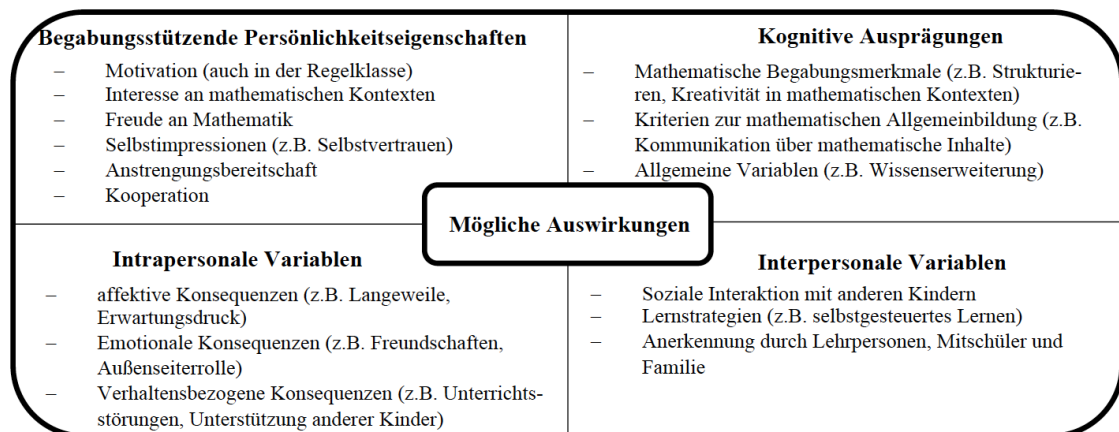 Begabungsstützende Persönlichkeitseigenschaften
– Motivation (auch in der Regelklasse)
– Interesse an mathematischen Kontexten
– Freude an Mathematik
– Selbstimpressionen (z.B. Selbstvertrauen)
– Anstrengungsbereitschaft
– Kooperation
Kognitive Ausprägungen
– Mathematische Begabungsmerkmale (z.B. Strukturie-
ren, Kreativität in mathematischen Kontexten)
– Kriterien zur mathematischen Allgemeinbildung (z.B.
Kommunikation über mathematische Inhalte)
– Allgemeine Variablen (z.B. Wissenserweiterung)
Mögliche Auswirkungen
Intrapersonale Variablen
– affektive Konsequenzen (z.B. Langeweile,
Erwartungsdruck)
– Emotionale Konsequenzen (z.B. Freundschaften,
Außenseiterrolle)
– Verhaltensbezogene Konsequenzen (z.B. Unterrichts-
störungen, Unterstützung anderer Kinder)
Interpersonale Variablen
– Soziale Interaktion mit anderen Kindern
– Lernstrategien (z.B. selbstgesteuertes Lernen)
– Anerkennung durch Lehrpersonen, Mitschüler und
Familie